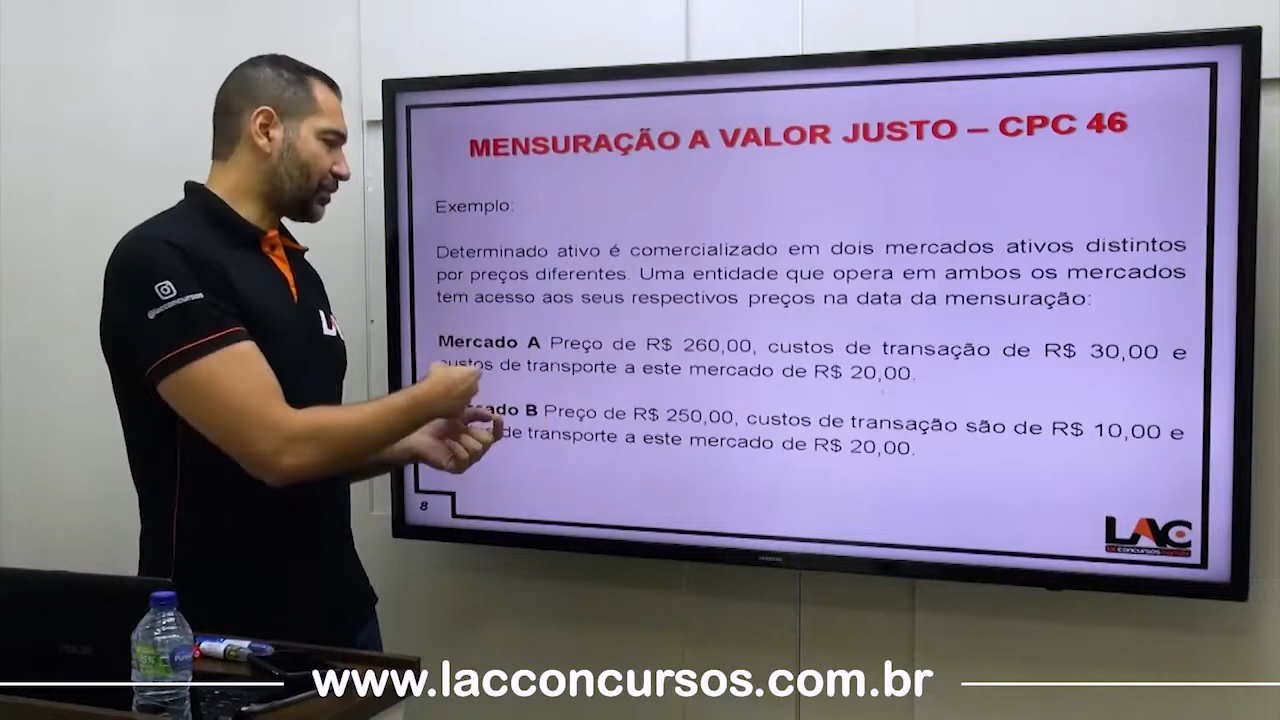 MENSURAÇÃO A VALOR JUSTO – CPC 46
Exemplo:
Determinado ativo é comercializado em dois mercados ativos distintos
por preços diferentes. Uma entidade que opera em ambos os mercados
tem acesso aos seus respectivos preços na data da mensuração:
Mercado A Preço de R$ 260,00, custos de transação de R$ 30,00 e
custos de transporte a este mercado de R$ 20,00.
B Preço de R$ 250,00, custos de transação são de R$ 10,00 e
de transporte a este mercado de R$ 20,00.
8
LAC
@lacconcursos
www.lacconcursos.com.br